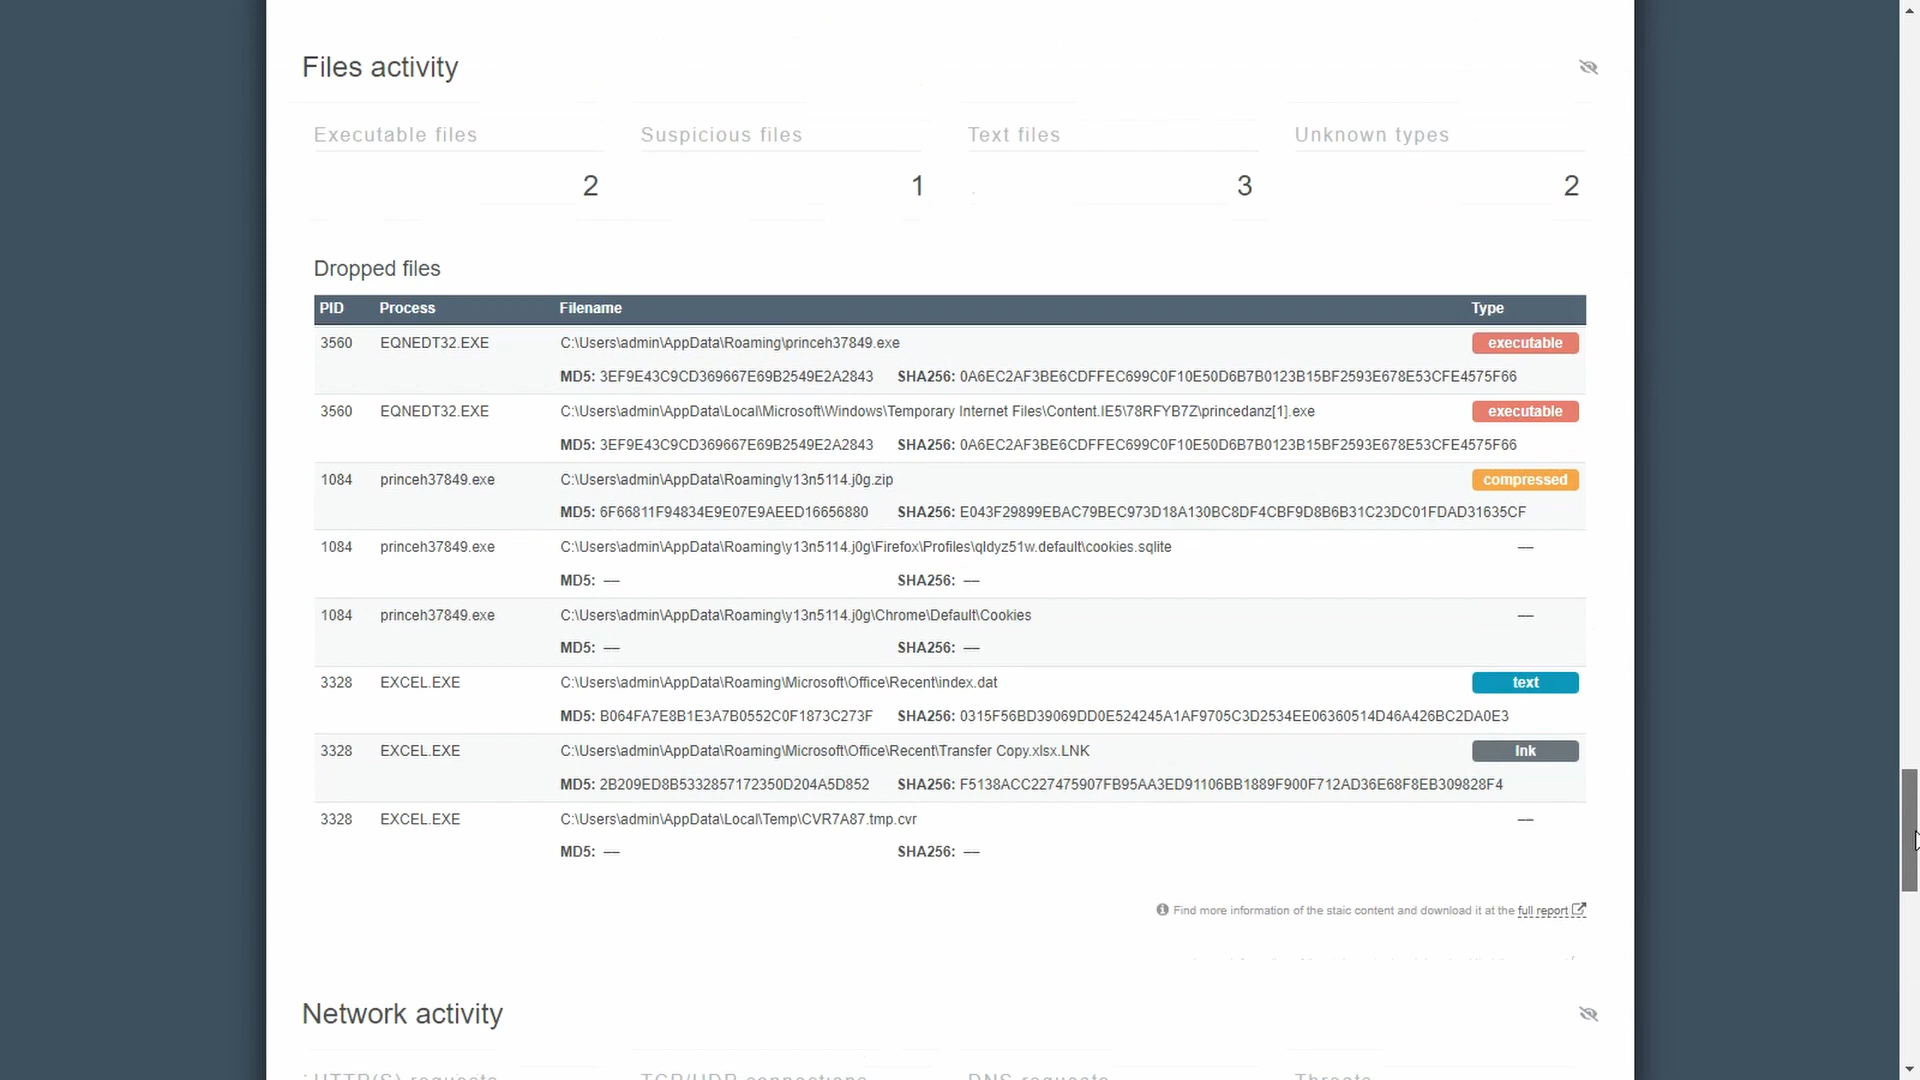 Files activity
Executable files Suspicious files Text files Unknown types
2 1 3 2
Dropped files
PID Process Filename Type
3560 EQNEDT32.EXE C:\Users\admin\AppData\Roaming\princeh37849.exe executable
MD5: 3EF9E43C9CD369667E69B2549E2A2843 SHA256: 0A6EC2AF3BE6CDFFEC699C0F10E50D6B7B0123B15BF2593E678E53CFE4575F66
3560 EQNEDT32.EXE C:\Users\admin\AppData\Local\Microsoft\Windows\Temporary Internet Files\Content.IE5\78RFYB7Z\princedanz[1].exe executable
MD5: 3EF9E43C9CD369667E69B2549E2A2843 SHA256: 0A6EC2AF3BE6CDFFEC699C0F10E50D6B7B0123B15BF2593E678E53CFE4575F66
1084 princeh37849.exe C:\Users\admin\AppData\Roaming\y13n5114.j0g.zip compressed
MD5: 6F66811F94834E9E07E9AEED16656880 SHA256: E043F29899EBAC79BEC973D18A130BC8DF4CBF9D8B6B31C23DC01FDAD31635CF
1084 princeh37849.exe C:\Users\admin\AppData\Roaming\y13n5114.j0g\Firefox\Profiles\qldyz51w.default\cookies.sqlite —
MD5: — SHA256: —
1084 princeh37849.exe C:\Users\admin\AppData\Roaming\y13n5114.j0g\Chrome\Default\Cookies —
MD5: — SHA256: —
3328 EXCEL.EXE C:\Users\admin\AppData\Roaming\Microsoft\Office\Recent\index.dat text
MD5: B064FA7E8B1E3A7B0552C0F1873C273F SHA256: 0315F56BD39069DD0E524245A1AF9705C3D2534EE06360514D46A426BC2DA0E3
3328 EXCEL.EXE C:\Users\admin\AppData\Roaming\Microsoft\Office\Recent\Transfer Copy.xlsx.LNK lnk
MD5: 2B209ED8B5332857172350D204A5D852 SHA256: F5138ACC227475907FB95AA3ED91106BB1889F900F712AD36E68F8EB309828F4
3328 EXCEL.EXE C:\Users\admin\AppData\Local\Temp\CVR7A87.tmp.cvr —
MD5: — SHA256: —
Find more information of the staic content and download it at the full report
Network activity
HTTP(S) requests TCP/UDP connections DNS requests Threats